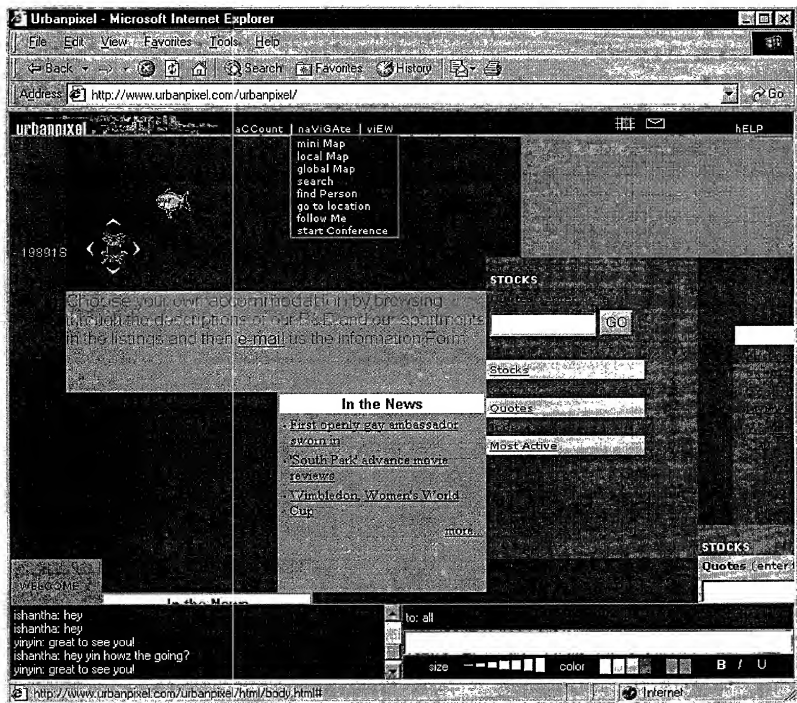 Urbanpixel - Microsoft Internet Explorer
File Edit View Favorites Tools Help
Back Search Favorites History
Address http://www.urbanpixel.com/urbanpixel/ Go
urbanpixel aCCount | naViGAte | viEW hELP
mini Map
local Map
global Map
search
find Person
go to location
follow Me
start Conference
19891S
Choose your own accommodation by browsing
through the descriptions of our B&B and our apartments
in the listings and then e-mail us the information Form
STOCKS
GO
Stocks
Quotes
Most Active
In the News
First openly gay ambassador
sworn in
'South Park' advance movie
reviews
Wimbledon, Women's World
Cup
more...
STOCKS
Quotes (enter
WELCOME
In the News
ishantha: hey
ishantha: hey
yinyin: great to see you!
ishantha: hey yin howz the going?
yinyin: great to see you!
to: all
size color B I U
http://www.urbanpixel.com/urbanpixel/html/body.html# Internet